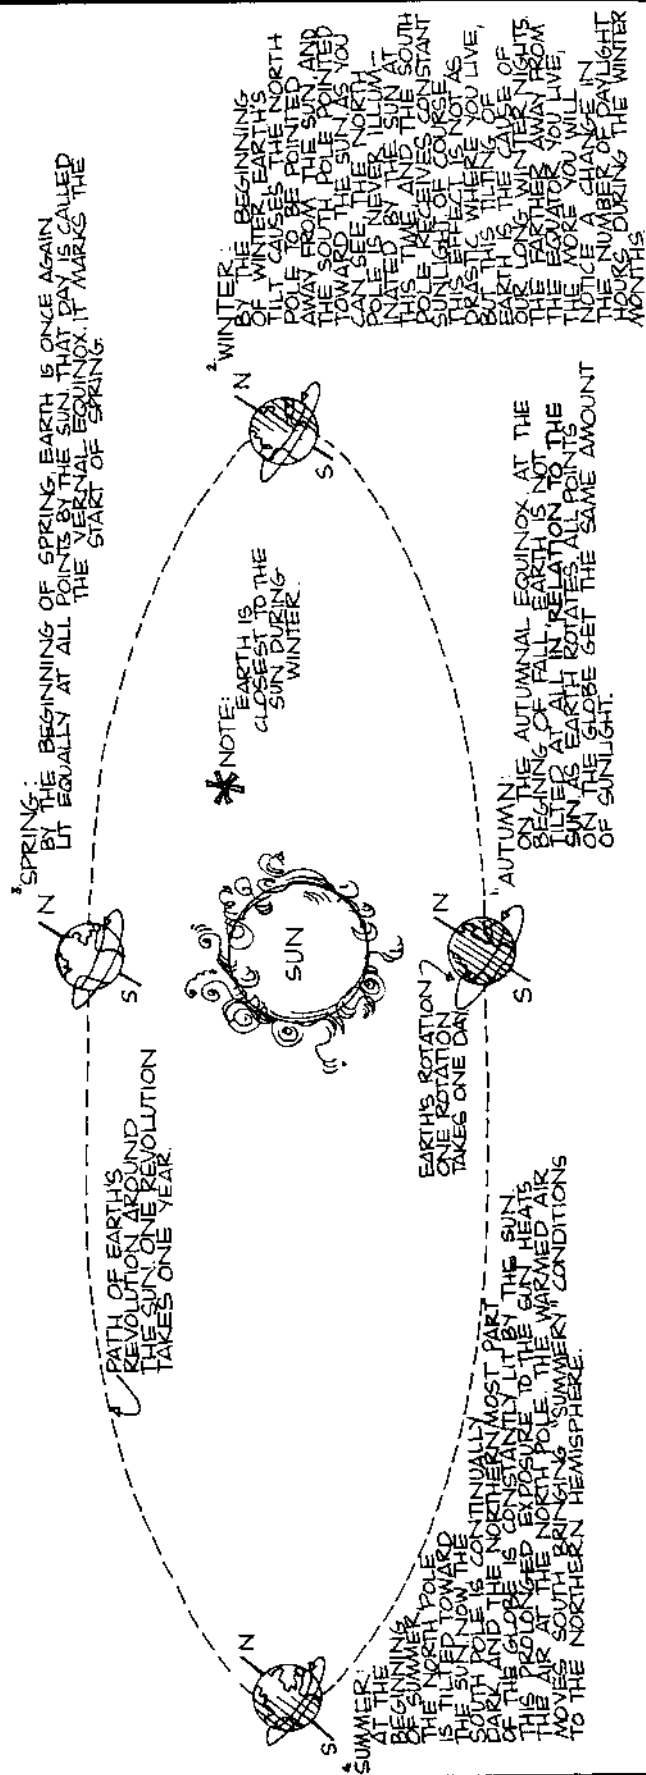 1 AUTUMN:
ON THE AUTUMNAL EQUINOX, AT THE
BEGINNG OF FALL, EARTH IS NOT
TILTED AT ALL IN RELATION TO THE
SUN. AS EARTH ROTATES, ALL POINTS
ON THE GLOBE GET THE SAME AMOUNT
OF SUNLIGHT.
2 WINTER:
BY THE BEGINNING
OF WINTER, EARTH'S
TILT CAUSES THE NORTH
POLE TO BE POINTED
AWAY FROM THE SUN, AND
THE SOUTH POLE POINTED
TOWARD THE SUN. AS YOU
CAN SEE, THE NORTH
POLE IS NEVER ILLUM-
INATED BY THE SUN AT
THIS TIME, AND THE SOUTH
POLE RECEIVES CONSTANT
SUNLIGHT. OF COURSE,
THIS EFFECT IS NOT AS
DRASTIC WHERE YOU LIVE,
BUT THIS TILTING OF
EARTH IS THE CAUSE OF
OUR LONG WINTER NIGHTS.
THE FARTHER AWAY FROM
THE EQUATOR YOU LIVE,
THE MORE YOU WILL
NOTICE A CHANGE IN
THE NUMBER OF DAYLIGHT
HOURS DURING THE WINTER
MONTHS.
3 SPRING:
BY THE BEGINNING OF SPRING, EARTH IS ONCE AGAIN
LIT EQUALLY AT ALL POINTS BY THE SUN. THAT DAY IS CALLED
THE VERNAL EQUINOX. IT MARKS THE
START OF SPRING.
4 SUMMER:
AT THE
BEGINNING
OF SUMMER,
THE NORTH POLE
IS TILTED TOWARD
THE SUN. NOW THE
SOUTH POLE IS CONTINUALLY
DARK, AND THE NORTHERNMOST PART
OF THE GLOBE IS CONSTANTLY LIT BY THE SUN.
THIS PROLONGED EXPOSURE TO THE SUN HEATS
THE AIR AT THE NORTH POLE. THE WARMED AIR
MOVES SOUTH BRINGING "SUMMERY" CONDITIONS
TO THE NORTHERN HEMISPHERE.
PATH OF EARTH'S
REVOLUTION AROUND
THE SUN. ONE REVOLUTION
TAKES ONE YEAR.
EARTH'S ROTATION
ONE ROTATION
TAKES ONE DAY
SUN
*NOTE:
EARTH IS
CLOSEST TO THE
SUN DURING
WINTER.
N
S
N
S
N
S
N
S